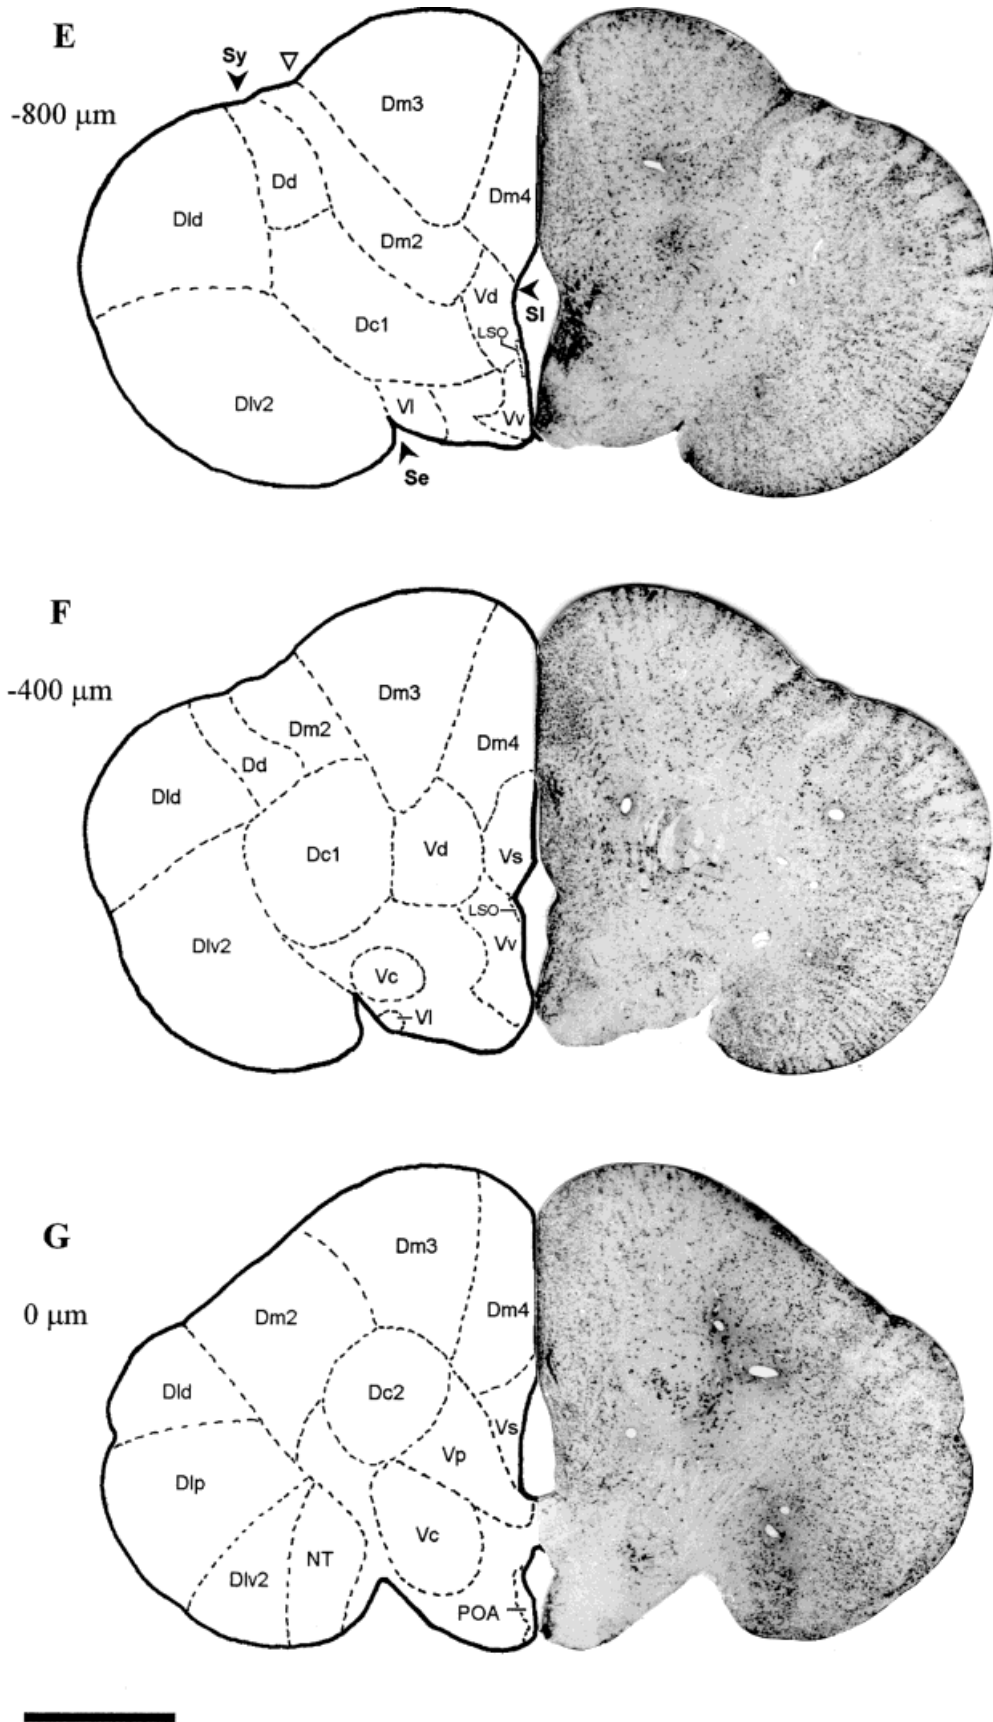 E
Sy
-800 µm
Dm3
Dd
Dm4
Dld
Dm2
Vd
Sl
Dc1
LSO
Dlv2
Vl
Vv
Se
F
-400 µm
Dm3
Dm2
Dm4
Dd
Dld
Dc1
Vd
Vs
LSO
Dlv2
Vv
Vc
Vl
G
0 µm
Dm3
Dm2
Dm4
Dld
Dc2
Vs
Vp
Dlp
Vc
NT
Dlv2
POA